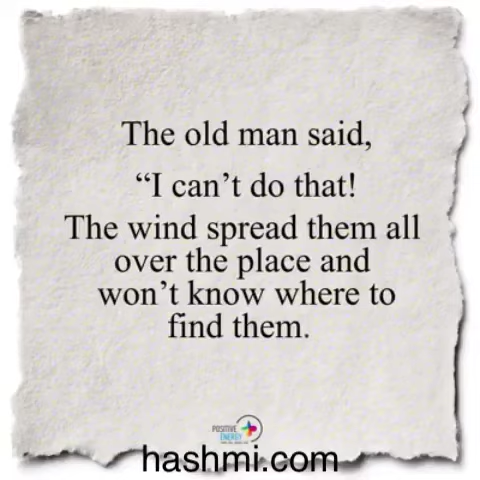 The old man said,
“I can’t do that!
The wind spread them all
over the place and
won’t know where to
find them.
POSITIVE
ENERGY
hashmi.com